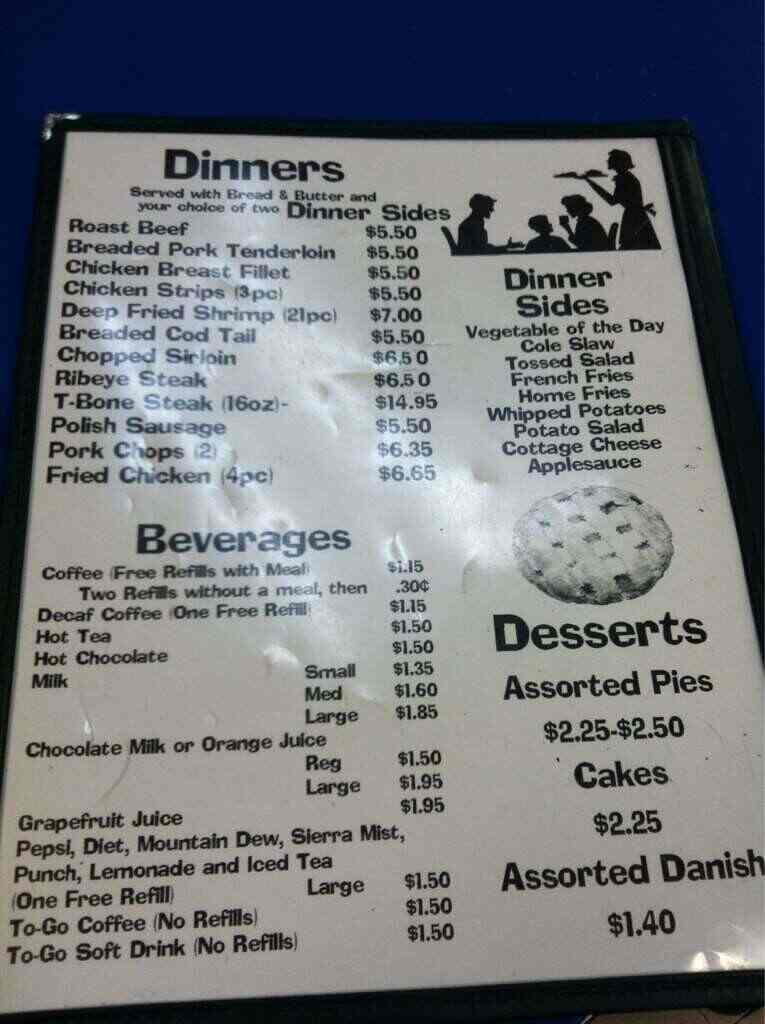 Dinners
Served with Bread & Butter and
your choice of two Dinner Sides
Roast Beef $5.50
Breaded Pork Tenderloin $5.50
Chicken Breast Fillet $5.50
Chicken Strips (3pc) $5.50
Deep Fried Shrimp (21pc) $7.00
Breaded Cod Tail $5.50
Chopped Sirloin $6.50
Ribeye Steak $6.50
T-Bone Steak (16oz)- $14.95
Polish Sausage $5.50
Pork Chops (2) $6.35
Fried Chicken (4pc) $6.65
Dinner
Sides
Vegetable of the Day
Cole Slaw
Tossed Salad
French Fries
Home Fries
Whipped Potatoes
Potato Salad
Cottage Cheese
Applesauce
Beverages
Coffee (Free Refills with Meal) $1.15
Two Refills without a meal, then .30¢
Decaf Coffee (One Free Refill) $1.15
Hot Tea $1.50
Hot Chocolate $1.50
Milk Small $1.35
Med $1.60
Large $1.85
Chocolate Milk or Orange Juice
Reg $1.50
Large $1.95
Grapefruit Juice $1.95
Pepsi, Diet, Mountain Dew, Sierra Mist,
Punch, Lemonade and Iced Tea
(One Free Refill) Large $1.50
To-Go Coffee (No Refills) $1.50
To-Go Soft Drink (No Refills) $1.50
Desserts
Assorted Pies
$2.25-$2.50
Cakes
$2.25
Assorted Danish
$1.40